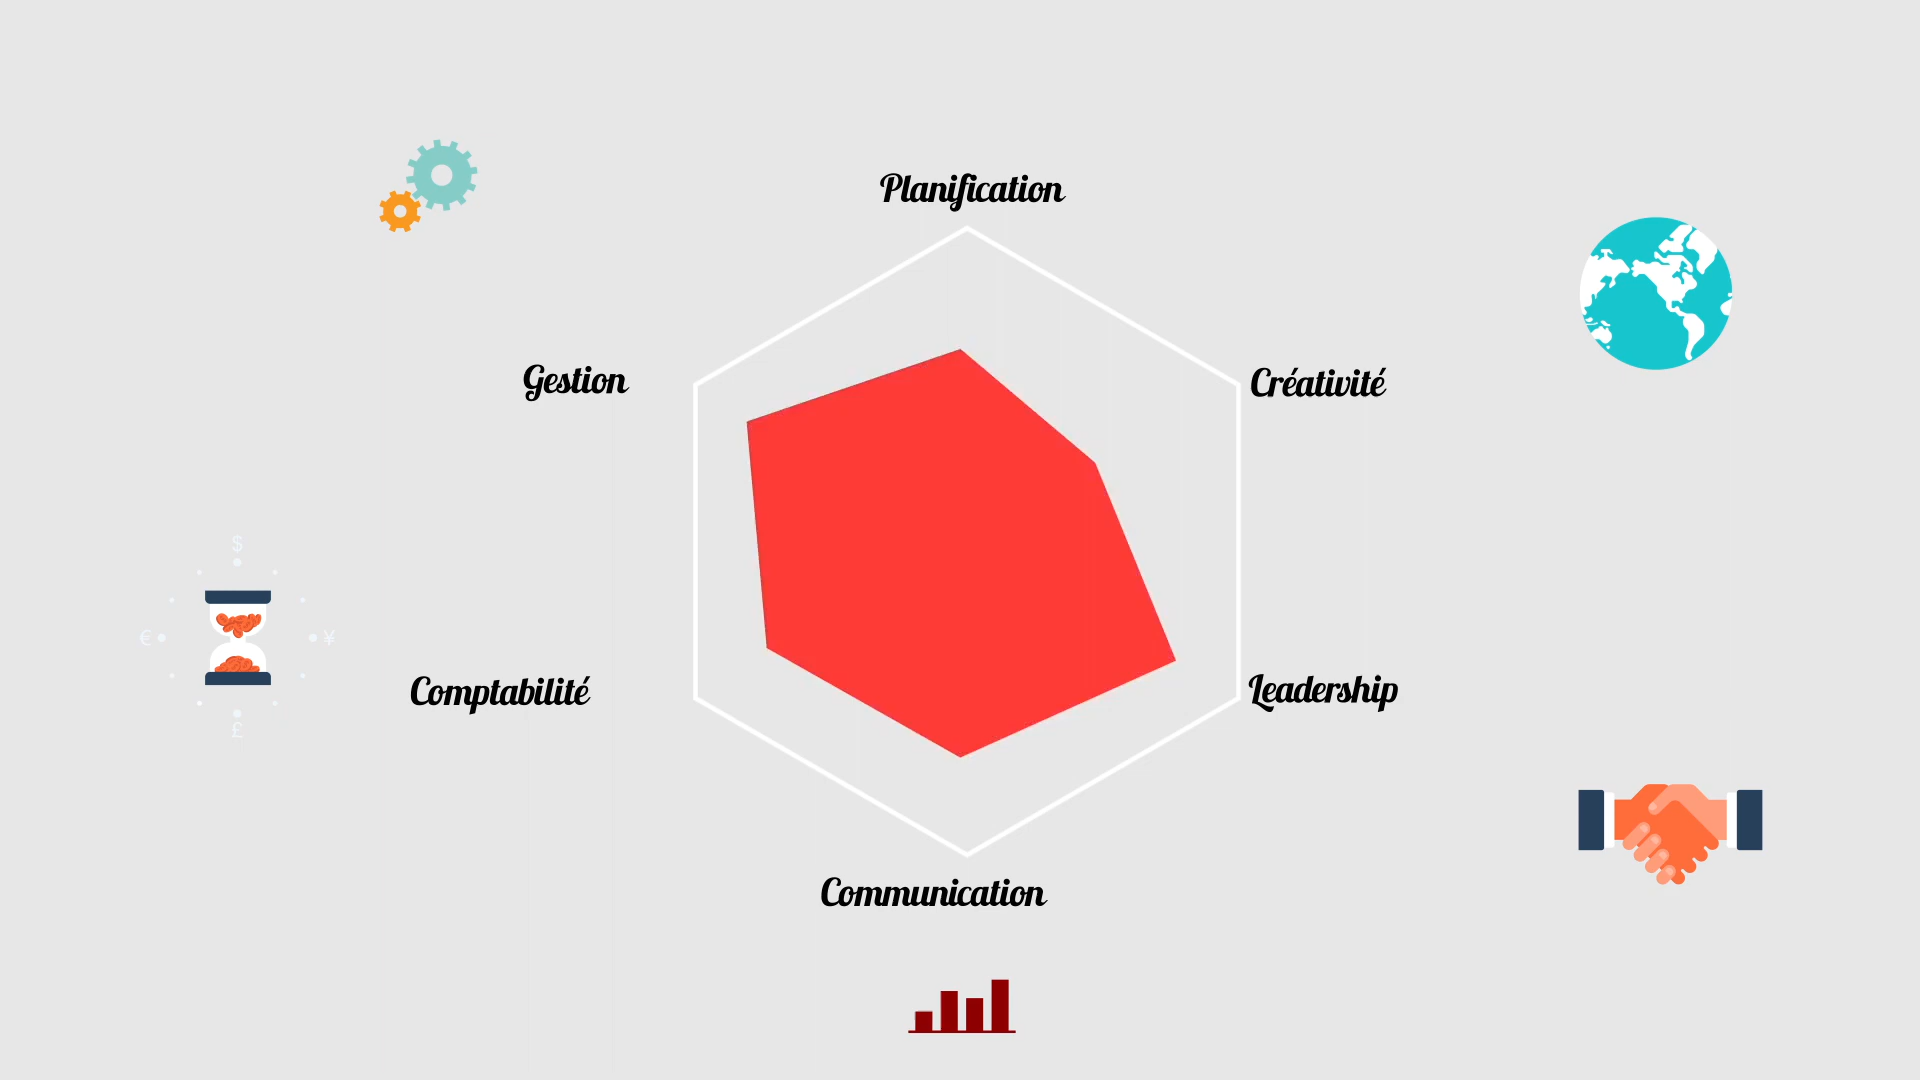 Planification
Gestion
Créativité
$
€
¥
£
Comptabilité
Leadership
Communication